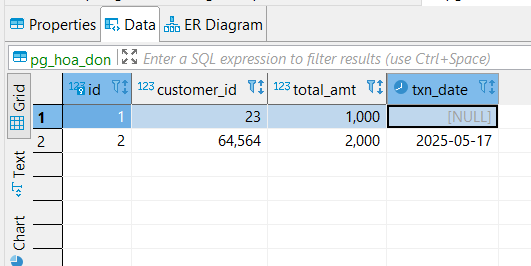 Properties Data ER Diagram
pg_hoa_don Enter a SQL expression to filter results (use Ctrl+Space)
Grid 123 id 123 customer_id 123 total_amt txn_date
1 1 23 1,000 [NULL]
2 2 64,564 2,000 2025-05-17
Text
Chart